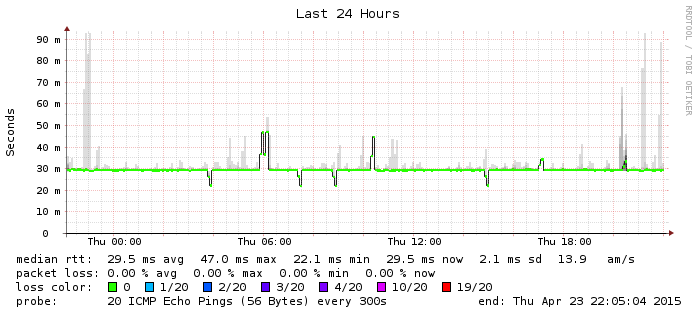 Last 24 Hours
RRDTOOL / TOBI OETIKER
Seconds
90 m
80 m
70 m
60 m
50 m
40 m
30 m
20 m
10 m
0
Thu 00:00 Thu 06:00 Thu 12:00 Thu 18:00
median rtt: 29.5 ms avg 47.0 ms max 22.1 ms min 29.5 ms now 2.1 ms sd 13.9 am/s
packet loss: 0.00 % avg 0.00 % max 0.00 % min 0.00 % now
loss color: 0 1/20 2/20 3/20 4/20 10/20 19/20
probe: 20 ICMP Echo Pings (56 Bytes) every 300s end: Thu Apr 23 22:05:04 2015